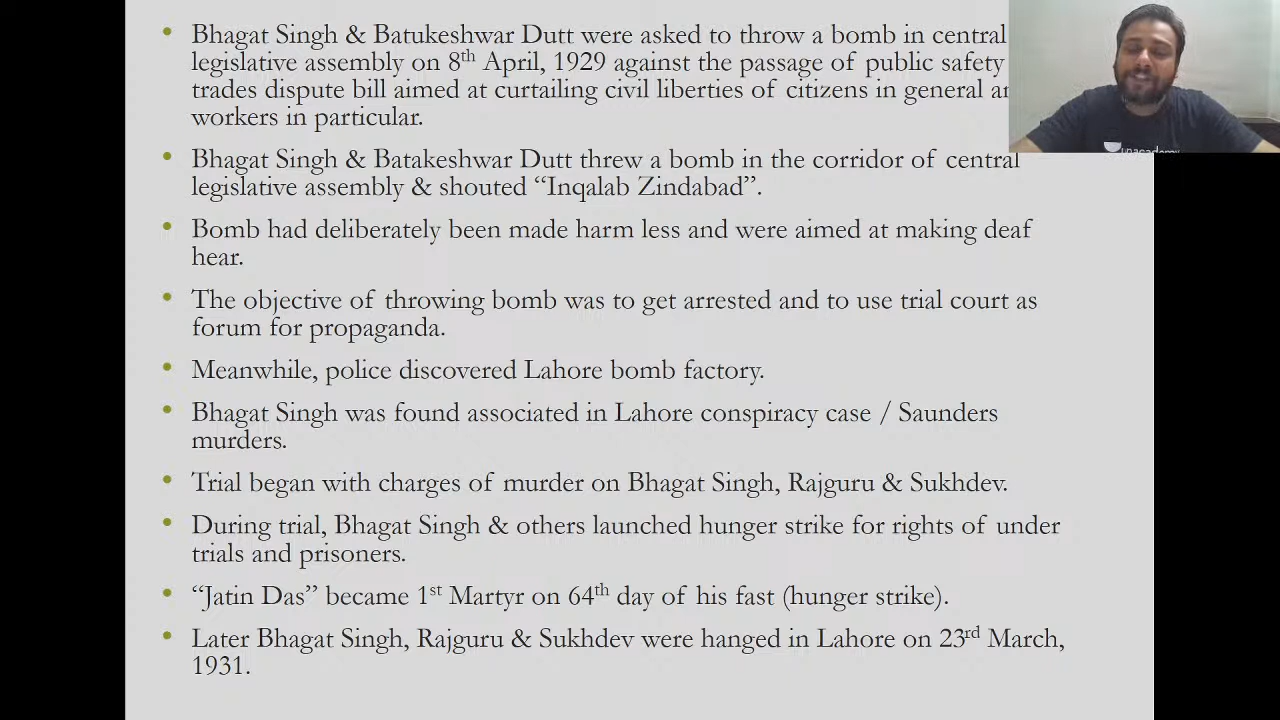 • Bhagat Singh & Batukeshwar Dutt were asked to throw a bomb in central
legislative assembly on 8th April, 1929 against the passage of public safety
trades dispute bill aimed at curtailing civil liberties of citizens in general
workers in particular.
• Bhagat Singh & Batakeshwar Dutt threw a bomb in the corridor of central
legislative assembly & shouted “Inqalab Zindabad”.
• Bomb had deliberately been made harm less and were aimed at making deaf
hear.
• The objective of throwing bomb was to get arrested and to use trial court as
forum for propaganda.
• Meanwhile, police discovered Lahore bomb factory.
• Bhagat Singh was found associated in Lahore conspiracy case / Saunders
murders.
• Trial began with charges of murder on Bhagat Singh, Rajguru & Sukhdev.
• During trial, Bhagat Singh & others launched hunger strike for rights of under
trials and prisoners.
• “Jatin Das” became 1st Martyr on 64th day of his fast (hunger strike).
• Later Bhagat Singh, Rajguru & Sukhdev were hanged in Lahore on 23rd March,
1931.
unacademy